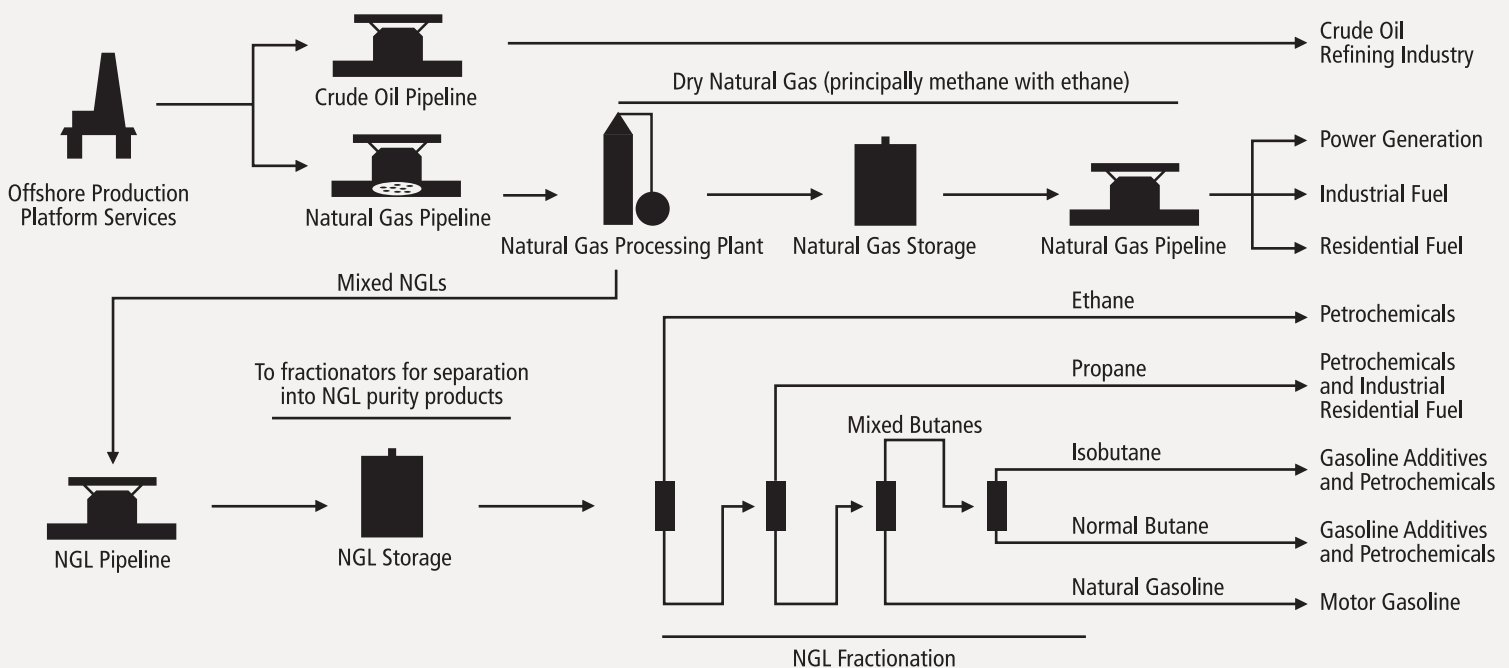 Crude Oil
Refining Industry
Crude Oil Pipeline
Dry Natural Gas (principally methane with ethane)
Offshore Production
Platform Services
Natural Gas Pipeline
Natural Gas Processing Plant
Natural Gas Storage
Natural Gas Pipeline
Power Generation
Industrial Fuel
Residential Fuel
Mixed NGLs
Ethane
Petrochemicals
To fractionators for separation
into NGL purity products
Propane
Petrochemicals
and Industrial
Residential Fuel
Mixed Butanes
Isobutane
Gasoline Additives
and Petrochemicals
NGL Pipeline
NGL Storage
Normal Butane
Gasoline Additives
and Petrochemicals
Natural Gasoline
Motor Gasoline
NGL Fractionation